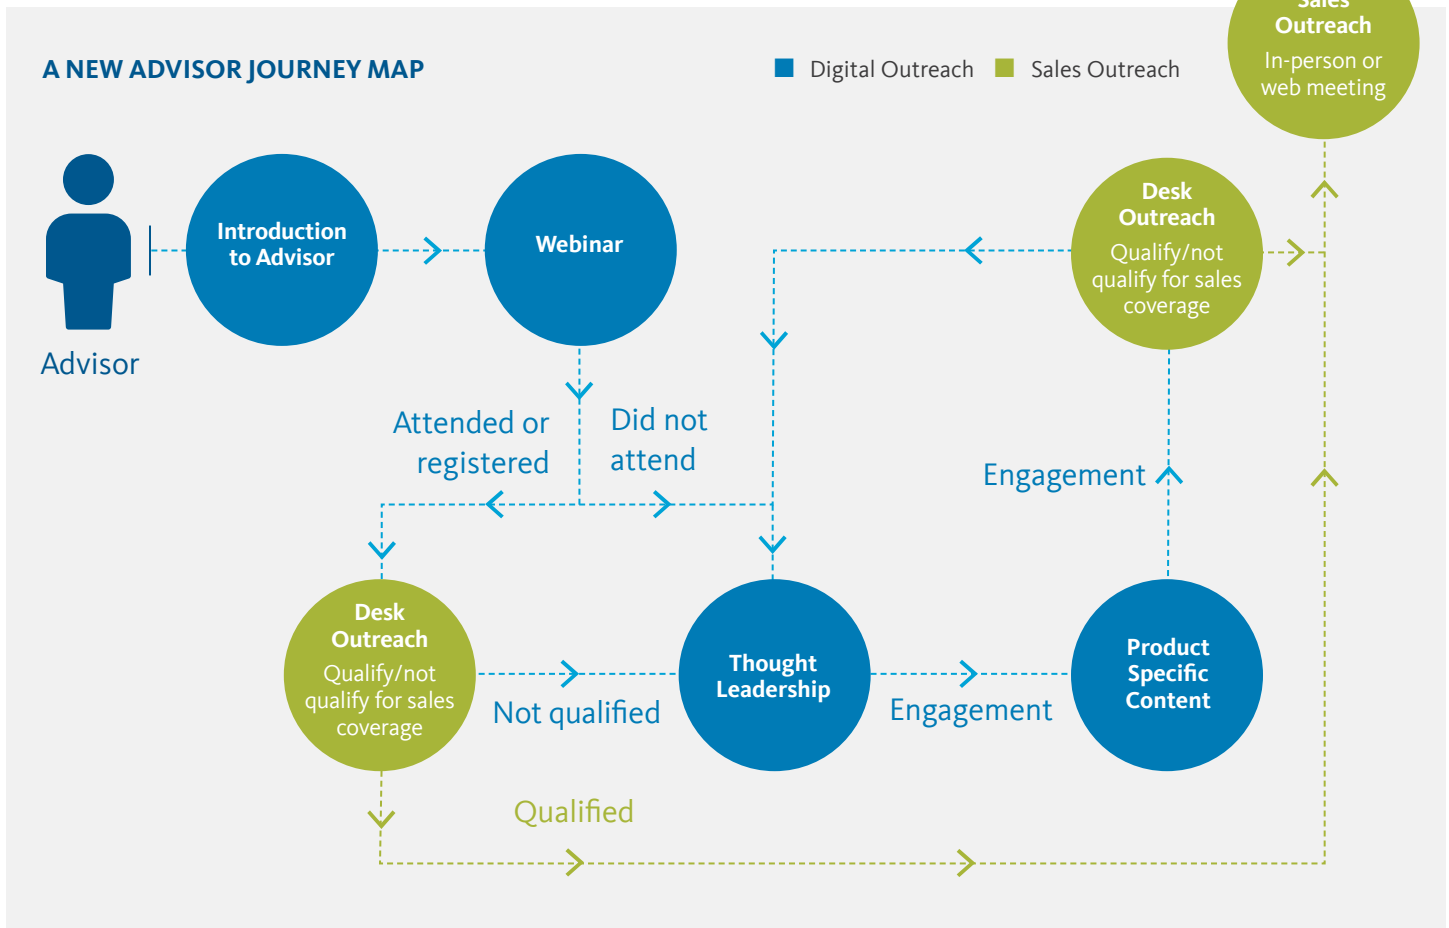 Sales
Outreach
In-person or
web meeting
A NEW ADVISOR JOURNEY MAP
Digital Outreach
Sales Outreach
Introduction
to Advisor
Webinar
Desk
Outreach
Qualify/not
qualify for sales
coverage
Advisor
Attended or
registered
Did not
attend
Engagement
Desk
Outreach
Qualify/not
qualify for sales
coverage
Not qualified
Thought
Leadership
Engagement
Product
Specific
Content
Qualified